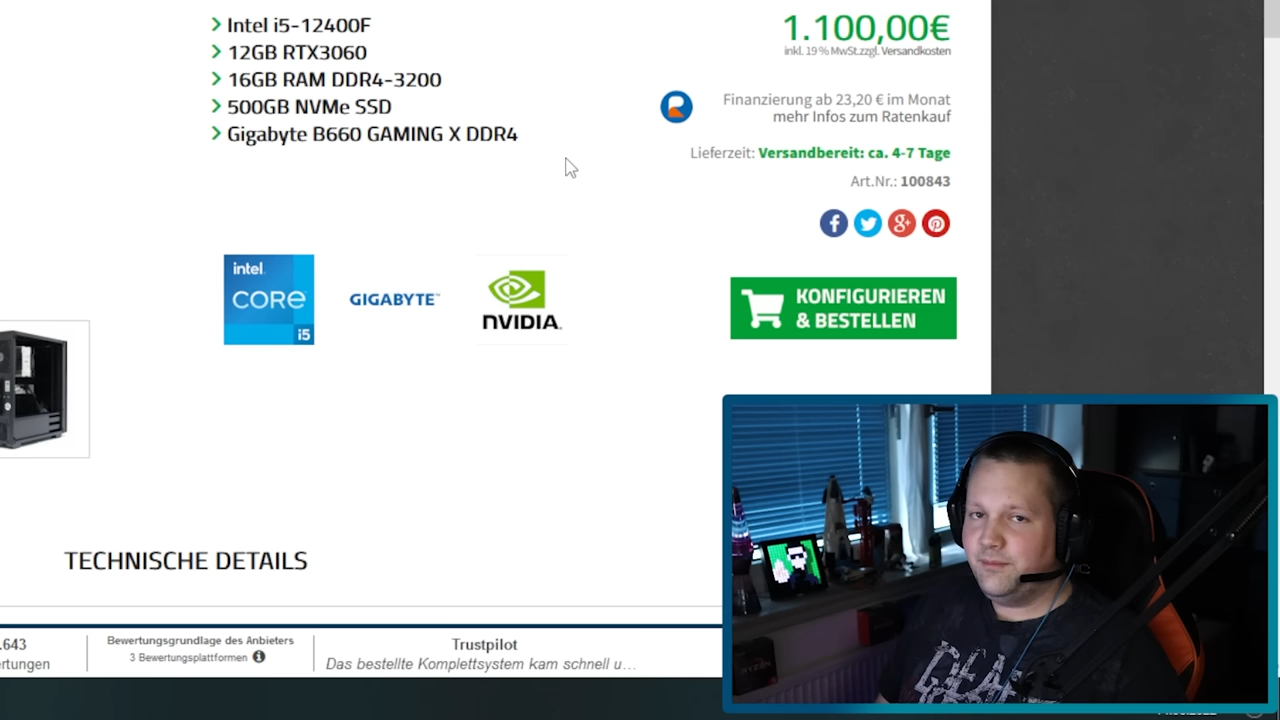 Intel i5-12400F
12GB RTX3060
16GB RAM DDR4-3200
500GB NVMe SSD
Gigabyte B660 GAMING X DDR4
1.100,00€
inkl. 19 % MwSt.zzgl. Versandkosten
Finanzierung ab 23,20 € im Monat
mehr Infos zum Ratenkauf
Lieferzeit: Versandbereit: ca. 4-7 Tage
Art.Nr.: 100843
intel.
CORE
i5
GIGABYTE™
NVIDIA.
KONFIGURIEREN
& BESTELLEN
TECHNISCHE DETAILS
.643
Bewertungsgrundlage des Anbieters
3 Bewertungsplattformen
Trustpilot
Das bestellte Komplettsystem kam schnell u…
RYZEN